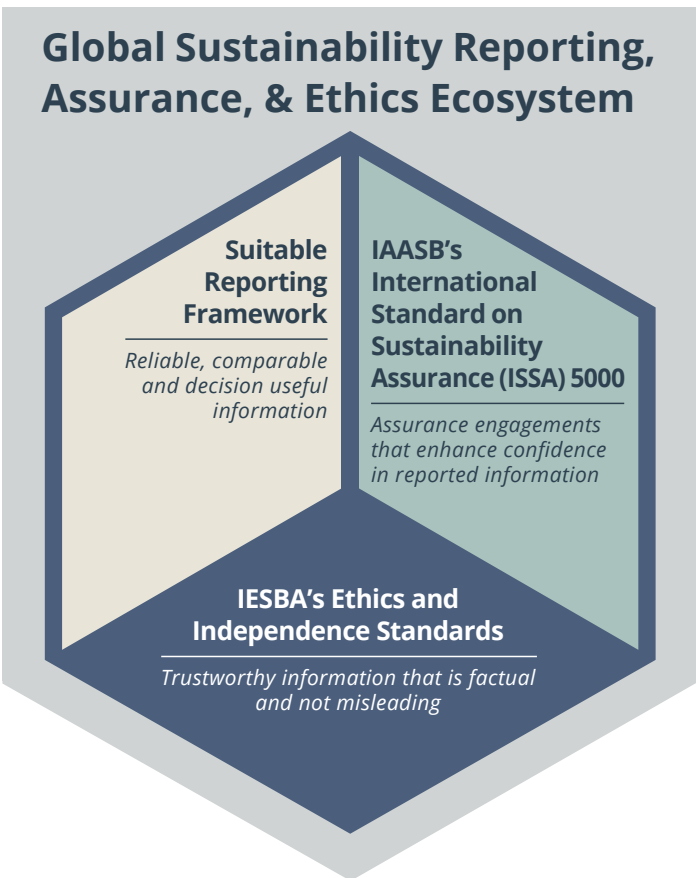 Global Sustainability Reporting,
Assurance, & Ethics Ecosystem
Suitable
Reporting
Framework
Reliable, comparable
and decision useful
information
IAASB’s
International
Standard on
Sustainability
Assurance (ISSA) 5000
Assurance engagements
that enhance confidence
in reported information
IESBA’s Ethics and
Independence Standards
Trustworthy information that is factual
and not misleading